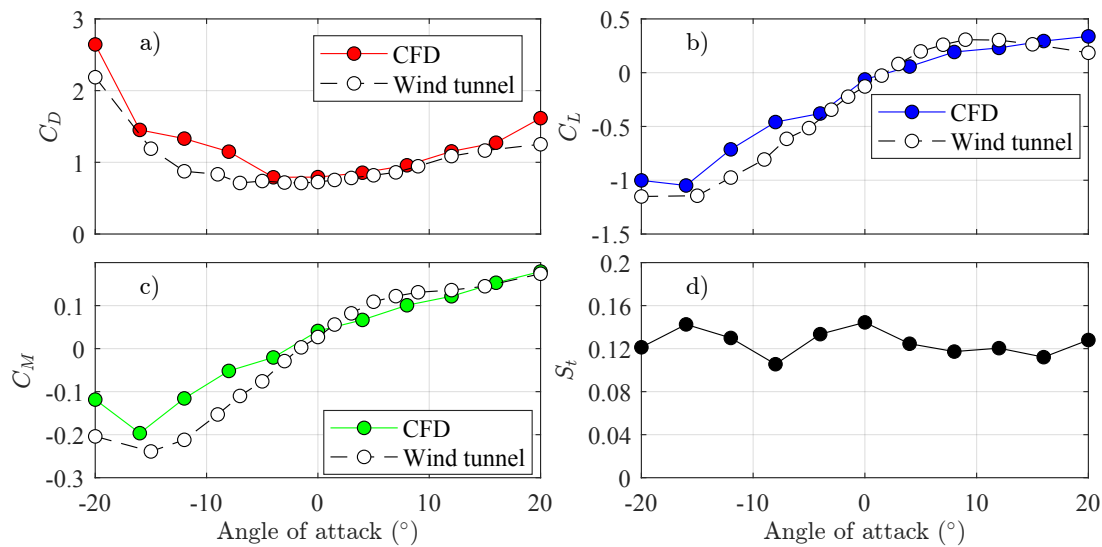 3
2
1
0
C_D
a)
CFD
Wind tunnel
0.5
0
-0.5
-1
-1.5
C_L
b)
CFD
Wind tunnel
0.1
0
-0.1
-0.2
-0.3
C_M
c)
CFD
Wind tunnel
-20 -10 0 10 20
Angle of attack (°)
0.2
0.16
0.12
0.08
0.04
0
S_t
d)
-20 -10 0 10 20
Angle of attack (°)